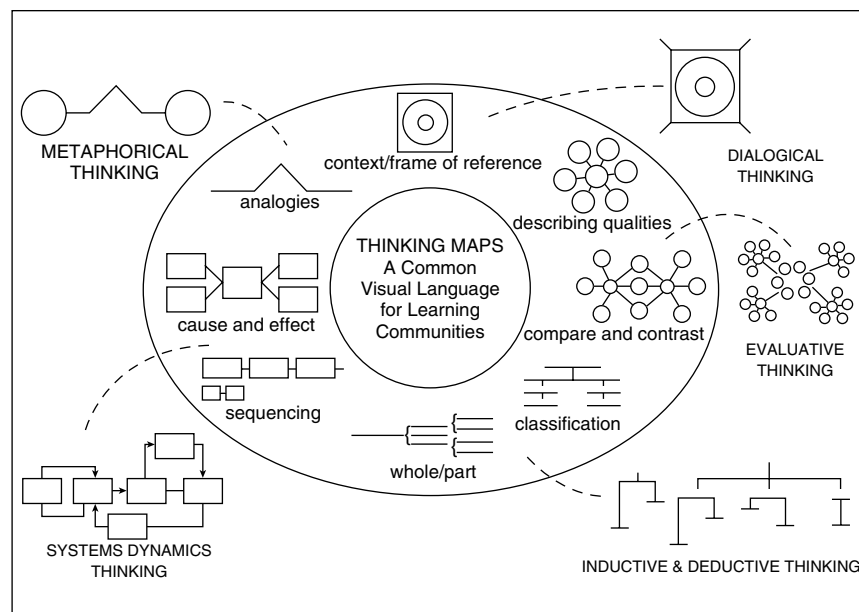 METAPHORICAL
THINKING
context/frame of reference
DIALOGICAL
THINKING
analogies
describing qualities
THINKING MAPS
A Common
Visual Language
for Learning
Communities
cause and effect
compare and contrast
EVALUATIVE
THINKING
sequencing
classification
whole/part
SYSTEMS DYNAMICS
THINKING
INDUCTIVE & DEDUCTIVE THINKING